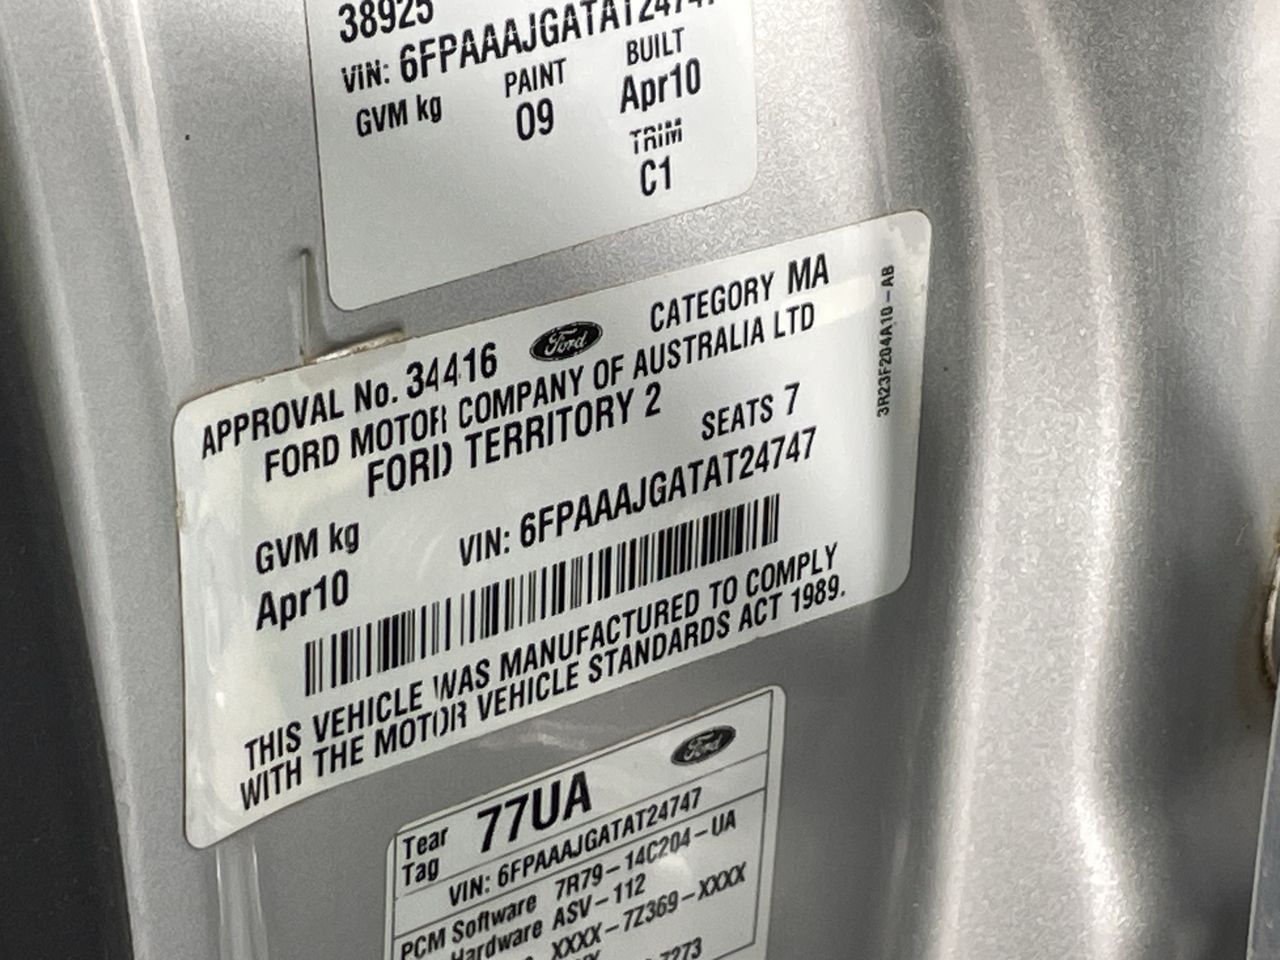 38925
VIN: 6FPAAAJGATAT24747
GVM kg PAINT BUILT
09 Apr10
TRIM
C1
APPROVAL No. 34416 Ford CATEGORY MA
FORD MOTOR COMPANY OF AUSTRALIA LTD
FORD TERRITORY 2
SEATS 7
GVM kg VIN: 6FPAAAJGATAT24747
Apr10
THIS VEHICLE WAS MANUFACTURED TO COMPLY
WITH THE MOTOR VEHICLE STANDARDS ACT 1989.
3R23F204A10-AB
Ford
Tear Tag 77UA
VIN: 6FPAAAJGATAT24747
PCM Software 7R79-14C204-UA
Hardware ASV-112
XXXX-7Z369-XXXX
7273